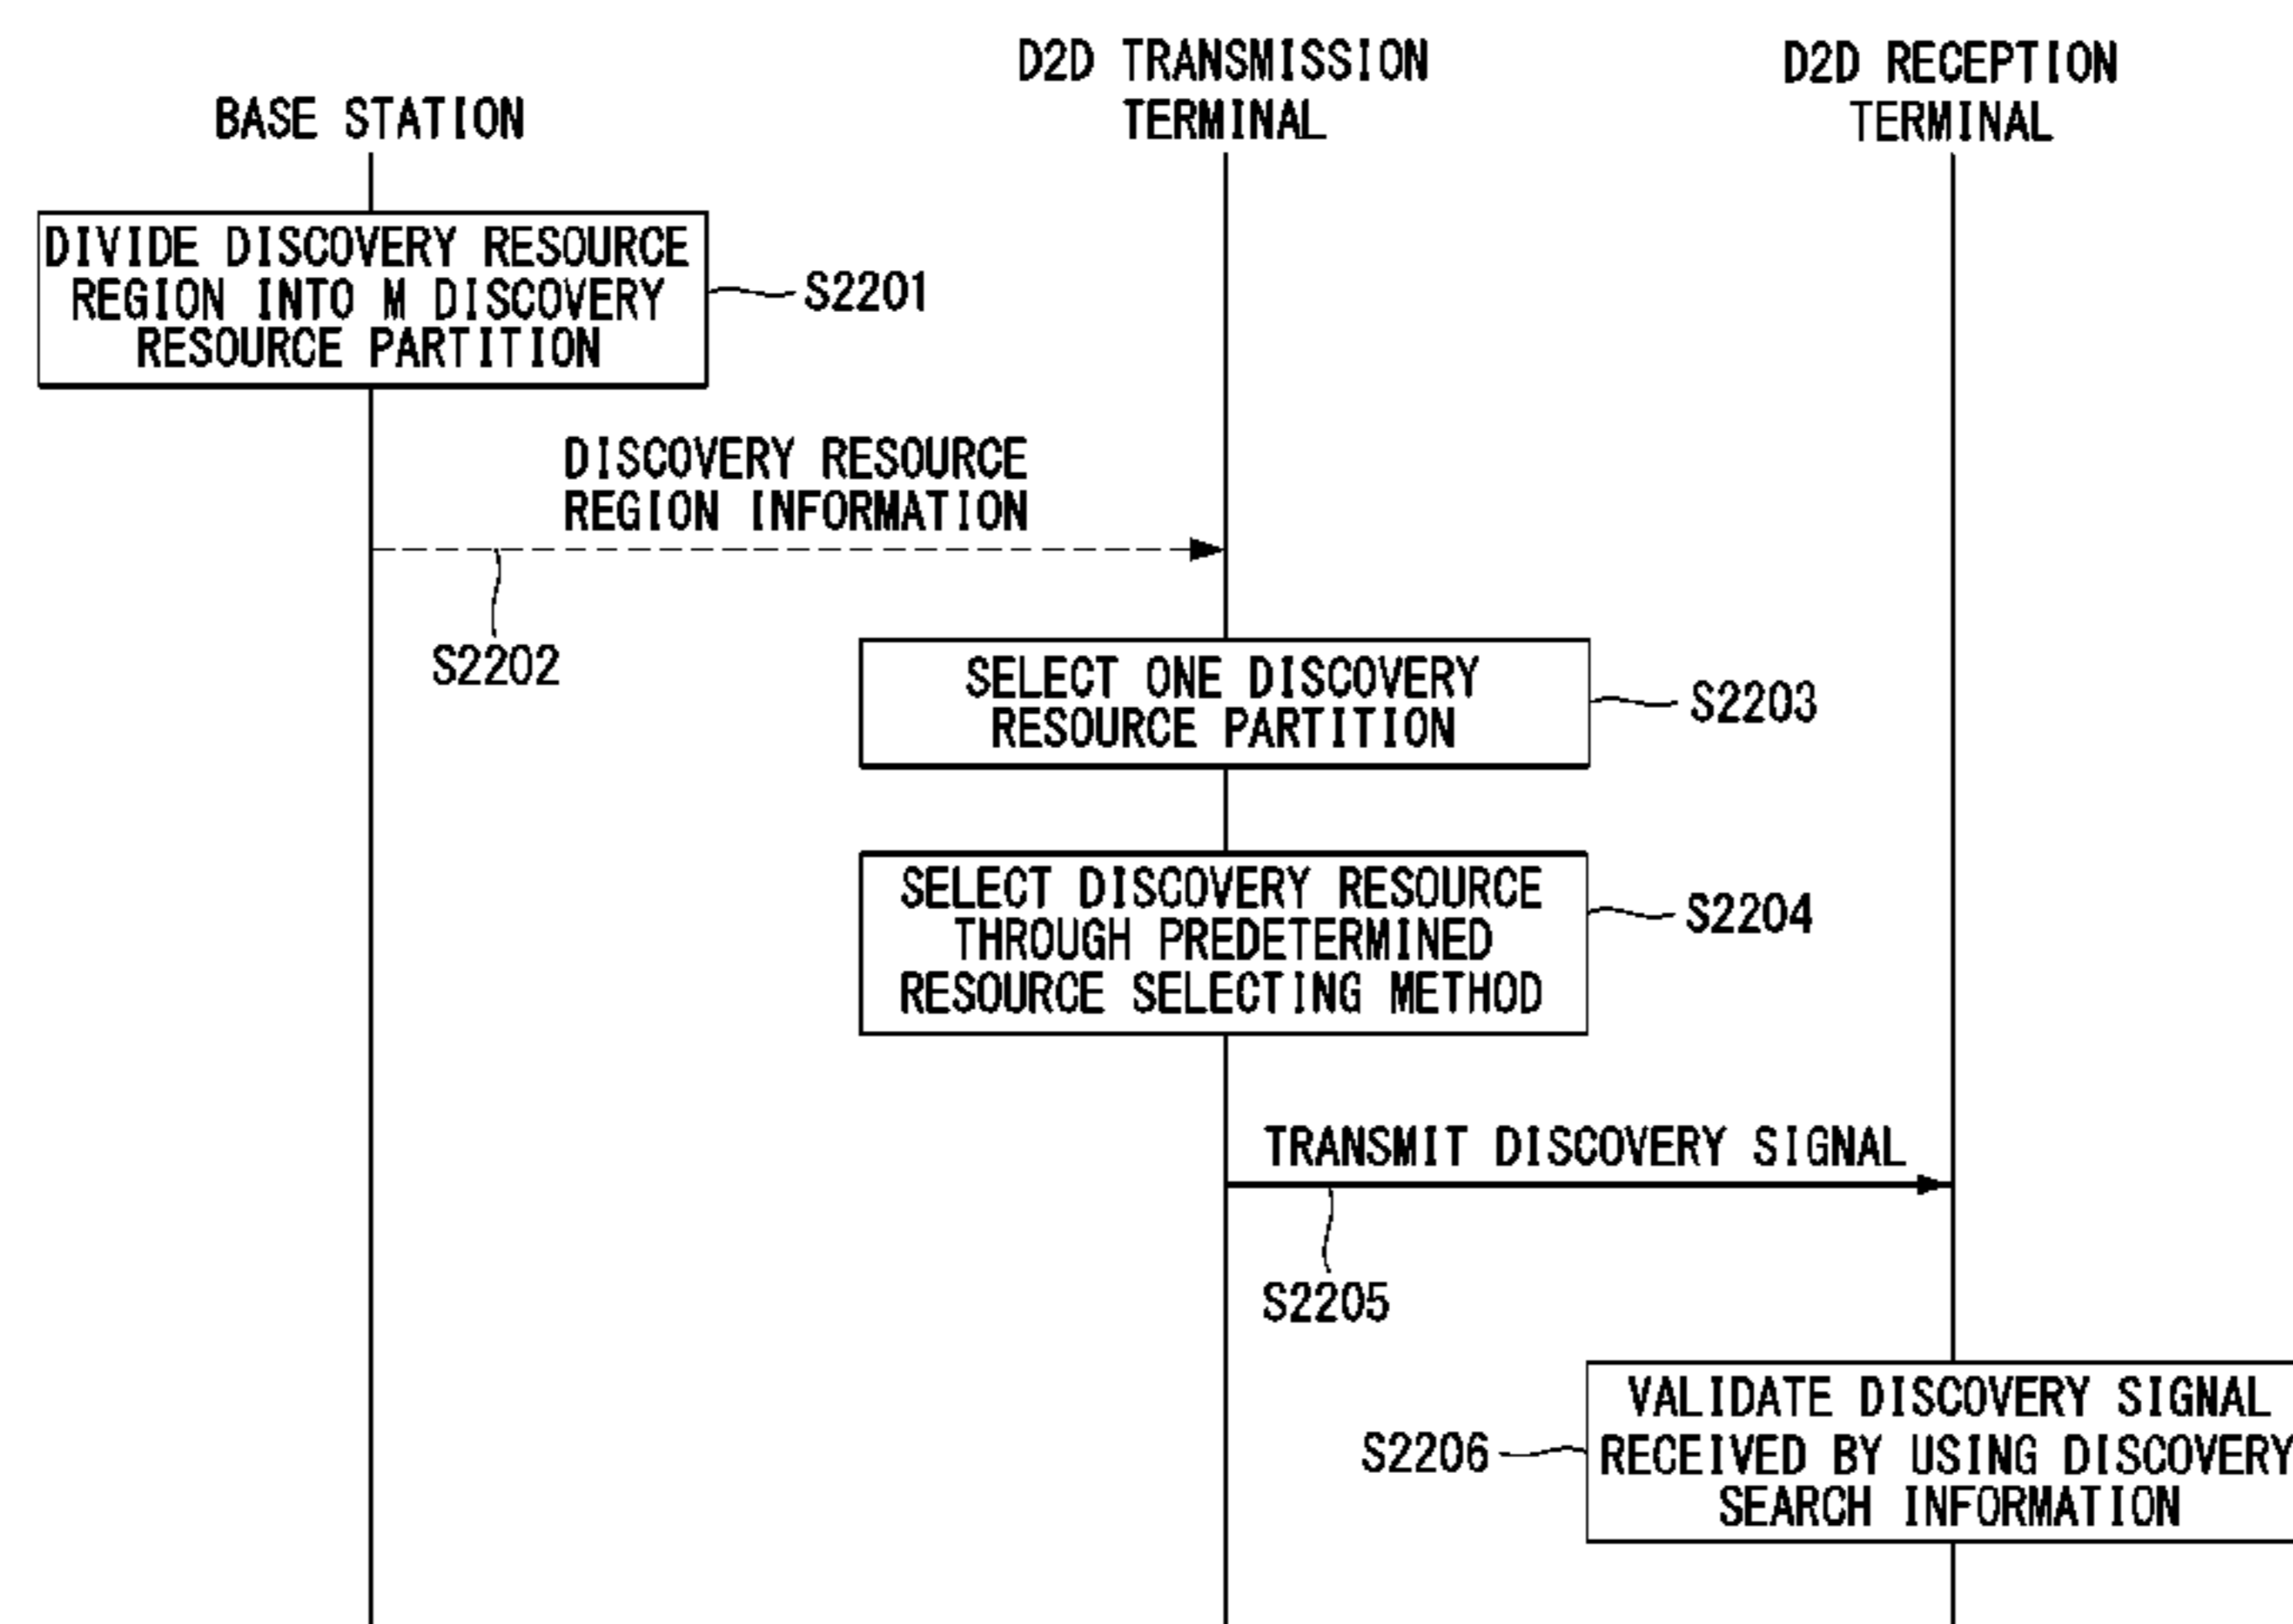 BASE STATION
D2D TRANSMISSION
TERMINAL
D2D RECEPTION
TERMINAL
DIVIDE DISCOVERY RESOURCE
REGION INTO M DISCOVERY
RESOURCE PARTITION
S2201
DISCOVERY RESOURCE
REGION INFORMATION
S2202
SELECT ONE DISCOVERY
RESOURCE PARTITION
S2203
SELECT DISCOVERY RESOURCE
THROUGH PREDETERMINED
RESOURCE SELECTING METHOD
S2204
TRANSMIT DISCOVERY SIGNAL
S2205
VALIDATE DISCOVERY SIGNAL
RECEIVED BY USING DISCOVERY
SEARCH INFORMATION
S2206